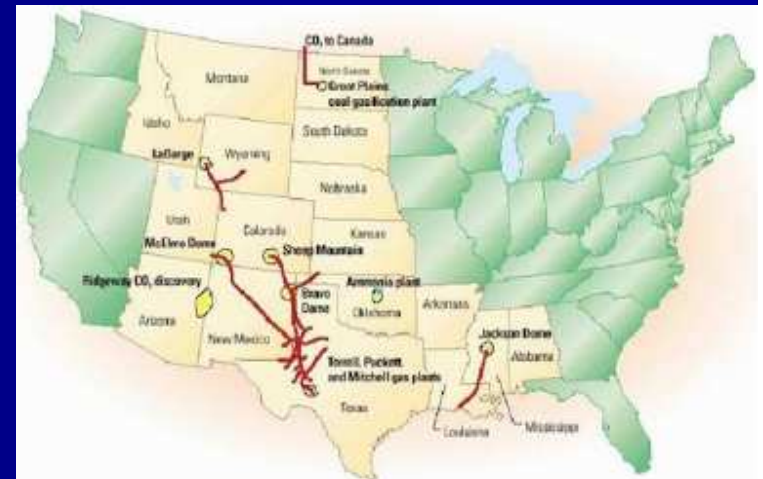 CO₂ to Canada
Montana
North Dakota
Great Plains
coal gasification plant
Idaho
South Dakota
LaBarge
Wyoming
Nebraska
Utah
Colorado
Kansas
McElmo Dome
Sheep Mountain
Ridgeway CO₂ discovery
Bravo
Dome
Ammonia plant
Oklahoma
Arkansas
Arizona
New Mexico
Jackson Dome
Alabama
Terrell, Puckett,
and Mitchell gas plants
Texas
Louisiana
Mississippi